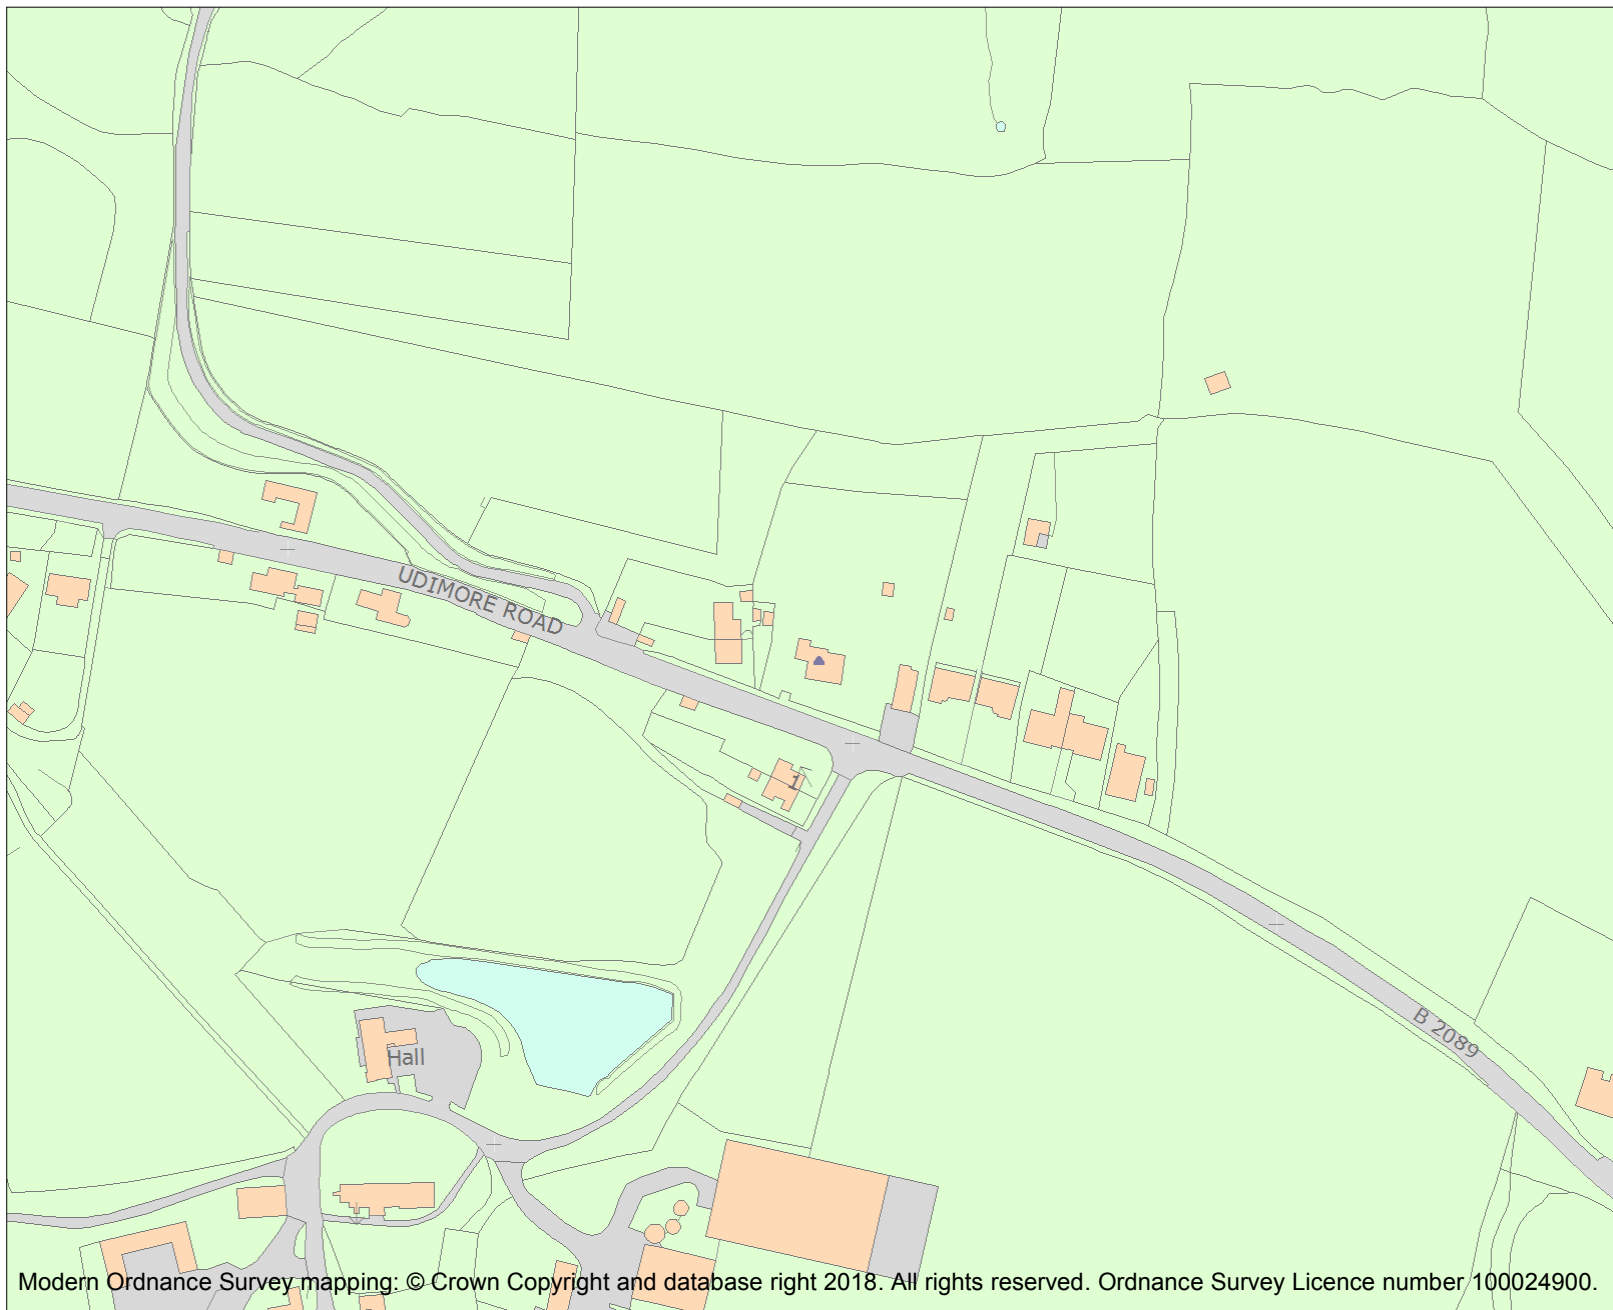 UDIMORE ROAD
1
B 2089
Hall
Modern Ordnance Survey mapping: © Crown Copyright and database right 2018. All rights reserved. Ordnance Survey Licence number 100024900.